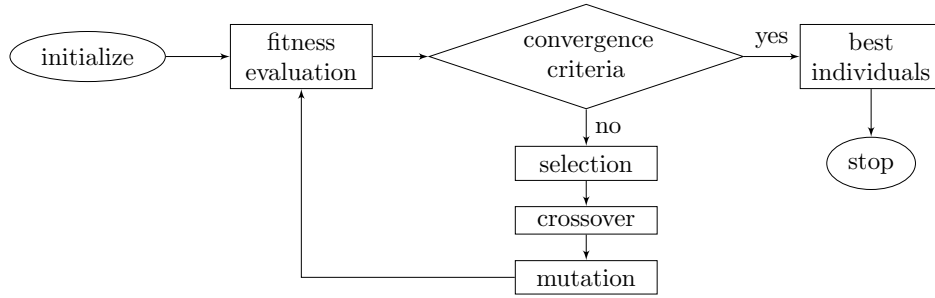 initialize
fitness
evaluation
convergence
criteria
yes
best
individuals
no
selection
stop
crossover
mutation